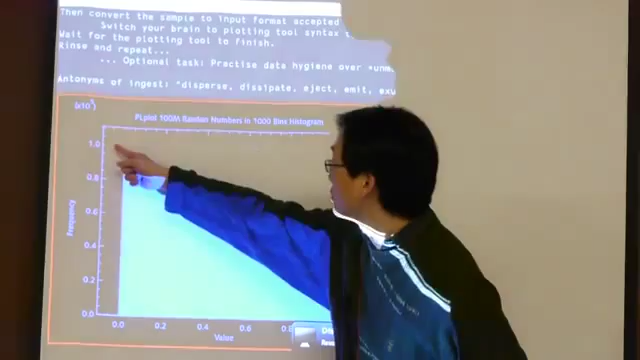 Then convert the sample to input format accepted
Switch your brain to plotting tool syntax
Wait for the plotting tool to finish.
Rinse and repeat...
... Optional task: Practise data hygiene over
Antonyms of ingest: "disperse, dissipate, eject, emit, exu
(x10⁵)
PLplot 100M Random Numbers in 1000 Bins Histogram
1.0
0.8
0.6
0.4
0.2
0.0
Frequency
0.0
0.2
0.4
0.6
0.8
Value